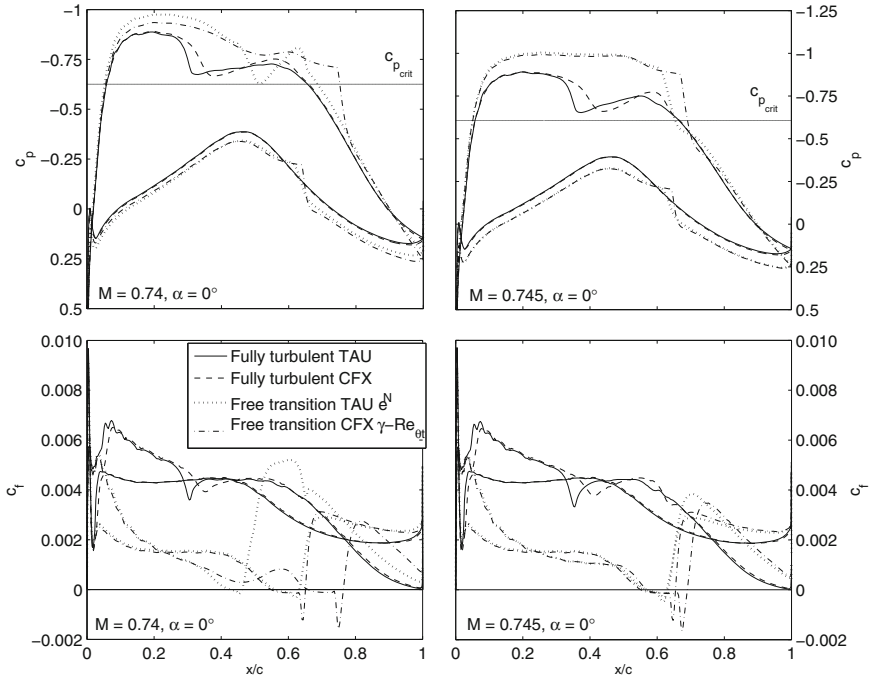 −1
−0.75
−0.5
−0.25
0
0.25
0.5
c_p
c_p_crit
M = 0.74, α = 0°
−1.25
−1
−0.75
−0.5
−0.25
0
0.25
0.5
c_p
c_p_crit
M = 0.745, α = 0°
0.010
0.008
0.006
0.004
0.002
0
−0.002
c_f
Fully turbulent TAU
Fully turbulent CFX
Free transition TAU e^N
Free transition CFX γ−Re_θt
M = 0.74, α = 0°
0 0.2 0.4 0.6 0.8 1
x/c
0.010
0.008
0.006
0.004
0.002
0
−0.002
c_f
M = 0.745, α = 0°
0 0.2 0.4 0.6 0.8 1
x/c